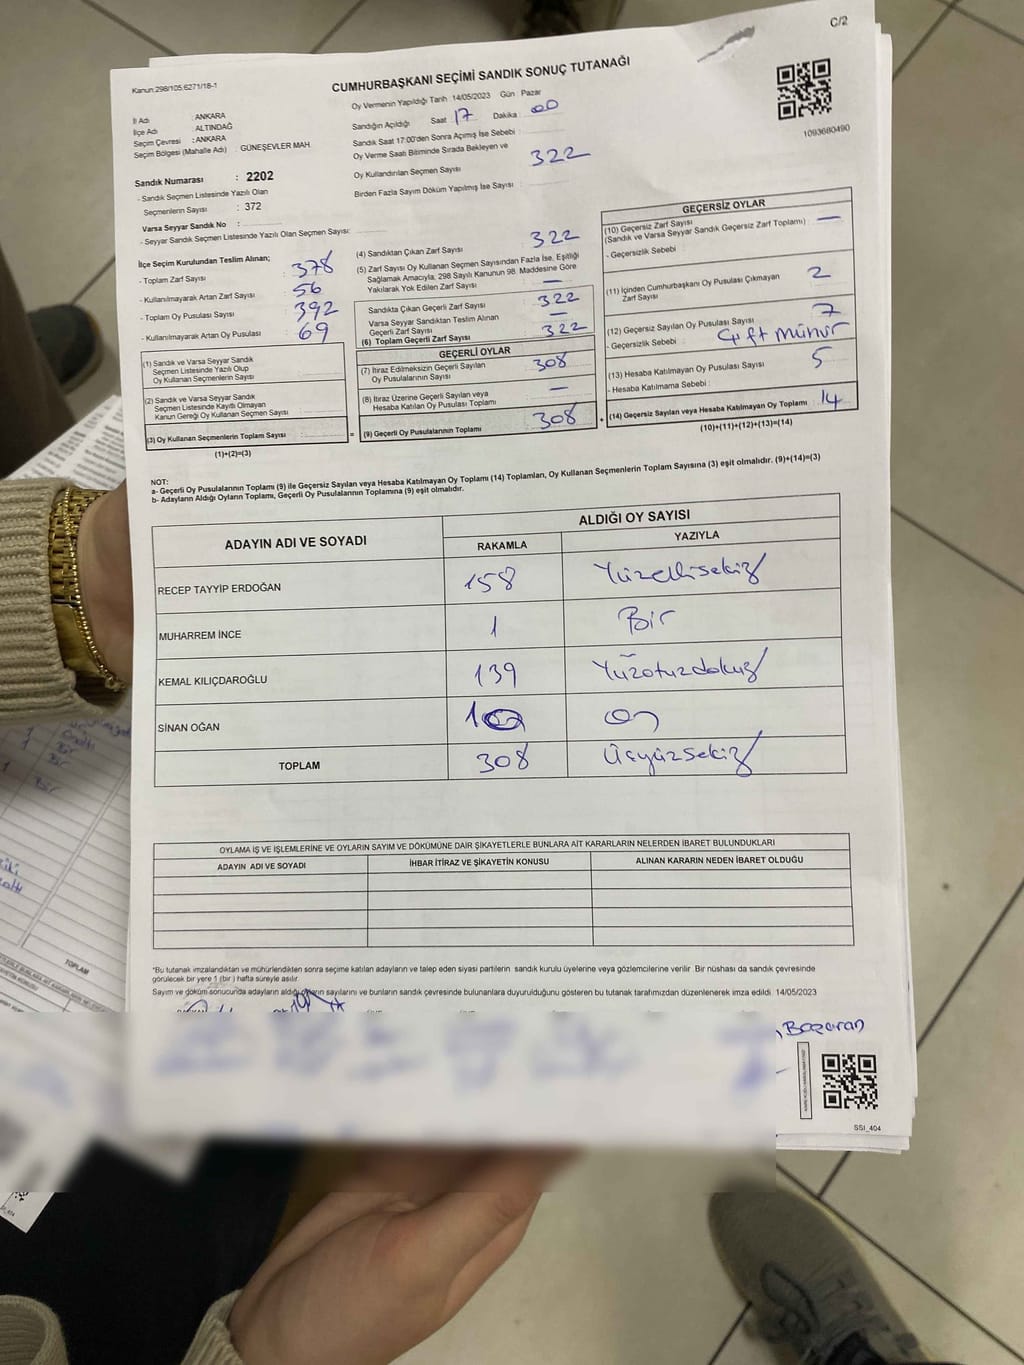 C/2
Kanun:298/105,6271/18-1
CUMHURBAŞKANI SEÇİMİ SANDIK SONUÇ TUTANAĞI
1093680490
İl Adı : ANKARA
İlçe Adı : ALTINDAĞ
Seçim Çevresi : ANKARA
Seçim Bölgesi (Mahalle Adı) : GÜNEŞEVLER MAH.
Sandık Numarası : 2202
- Sandık Seçmen Listesinde Yazılı Olan
Seçmenlerin Sayısı : 372
Varsa Seyyar Sandık No :
- Seyyar Sandık Seçmen Listesinde Yazılı Olan Seçmen Sayısı:
Oy Vermenin Yapıldığı Tarih 14/05/2023 Gün Pazar
Sandığın Açıldığı Saat 17 Dakika 00
Sandık Saat 17:00'den Sonra Açımış İse Sebebi :
Oy Verme Saati Bitiminde Sırada Bekleyen ve
Oy Kullandırılan Seçmen Sayısı 322
Birden Fazla Sayım Döküm Yapılmış İse Sayısı :
İlçe Seçim Kurulundan Teslim Alınan;
- Toplam Zarf Sayısı : 378
- Kullanılmayarak Artan Zarf Sayısı : 56
- Toplam Oy Pusulası Sayısı : 392
- Kullanılmayarak Artan Oy Pusulası : 69
(1) Sandık ve Varsa Seyyar Sandık
Seçmen Listesinde Yazılı Olup
Oy Kullanan Seçmenlerin Sayısı
(2) Sandık ve Varsa Seyyar Sandık
Seçmen Listesinde Kayıtlı Olmayan
Kanun Gereği Oy Kullanan Seçmen Sayısı
(3) Oy Kullanan Seçmenlerin Toplam Sayısı
(1)+(2)=(3)
(4) Sandıktan Çıkan Zarf Sayısı 322
(5) Zarf Sayısı Oy Kullanan Seçmen Sayısından Fazla İse, Eşitliği
Sağlamak Amacıyla, 298 Sayılı Kanunun 98. Maddesine Göre
Yakılarak Yok Edilen Zarf Sayısı : —
Sandıkta Çıkan Geçerli Zarf Sayısı 322
Varsa Seyyar Sandıktan Teslim Alınan
Geçerli Zarf Sayısı —
(6) Toplam Geçerli Zarf Sayısı 322
GEÇERLİ OYLAR
(7) İtiraz Edilmeksizin Geçerli Sayılan
Oy Pusulalarının Sayısı 308
(8) İtiraz Üzerine Geçerli Sayılan veya
Hesaba Katılan Oy Pusulası Toplamı —
= (9) Geçerli Oy Pusulalarının Toplamı 308
GEÇERSİZ OYLAR
(10) Geçersiz Zarf Sayısı
(Sandık ve Varsa Seyyar Sandık Geçersiz Zarf Toplamı) : —
- Geçersizlik Sebebi :
(11) İçinden Cumhurbaşkanı Oy Pusulası Çıkmayan
Zarf Sayısı 2
(12) Geçersiz Sayılan Oy Pusulası Sayısı 7
- Geçersizlik Sebebi : Çift Mühür
(13) Hesaba Katılmayan Oy Pusulası Sayısı 5
- Hesaba Katılmama Sebebi :
+ (14) Geçersiz Sayılan veya Hesaba Katılmayan Oy Toplamı 14
(10)+(11)+(12)+(13)=(14)
NOT:
a- Geçerli Oy Pusulalarının Toplamı (9) ile Geçersiz Sayılan veya Hesaba Katılmayan Oy Toplamı (14) Toplamları, Oy Kullanan Seçmenlerin Toplam Sayısına (3) eşit olmalıdır. (9)+(14)=(3)
b- Adayların Aldığı Oyların Toplamı, Geçerli Oy Pusulalarının Toplamına (9) eşit olmalıdır.
ADAYIN ADI VE SOYADI ALDIĞI OY SAYISI
RAKAMLA YAZIYLA
RECEP TAYYİP ERDOĞAN 158 Yüzellisekiz
MUHARREM İNCE 1 Bir
KEMAL KILIÇDAROĞLU 139 Yüzotuzdokuz
SİNAN OĞAN 10 On
TOPLAM 308 Üçyüzsekiz
OYLAMA İŞ VE İŞLEMLERİNE VE OYLARIN SAYIM VE DÖKÜMÜNE DAİR ŞİKAYETLERLE BUNLARA AİT KARARLARIN NELERDEN İBARET BULUNDUKLARI
ADAYIN ADI VE SOYADI İHBAR İTİRAZ VE ŞİKAYETİN KONUSU ALINAN KARARIN NEDEN İBARET OLDUĞU
*Bu tutanak imzalandıktan ve mühürlendikten sonra seçime katılan adayların ve talep eden siyasi partilerin sandık kurulu üyelerine veya gözlemcilerine verilir. Bir nüshası da sandık çevresinde
görülecek bir yere 1 (bir) hafta süreyle asılır.
Sayım ve döküm sonucunda adayların aldığı oyların sayılarını ve bunların sandık çevresinde bulunanlara duyurulduğunu gösteren bu tutanak tarafımızdan düzenlenerek imza edildi. 14/05/2023
Bazaran
SSI_404
TOPLAM